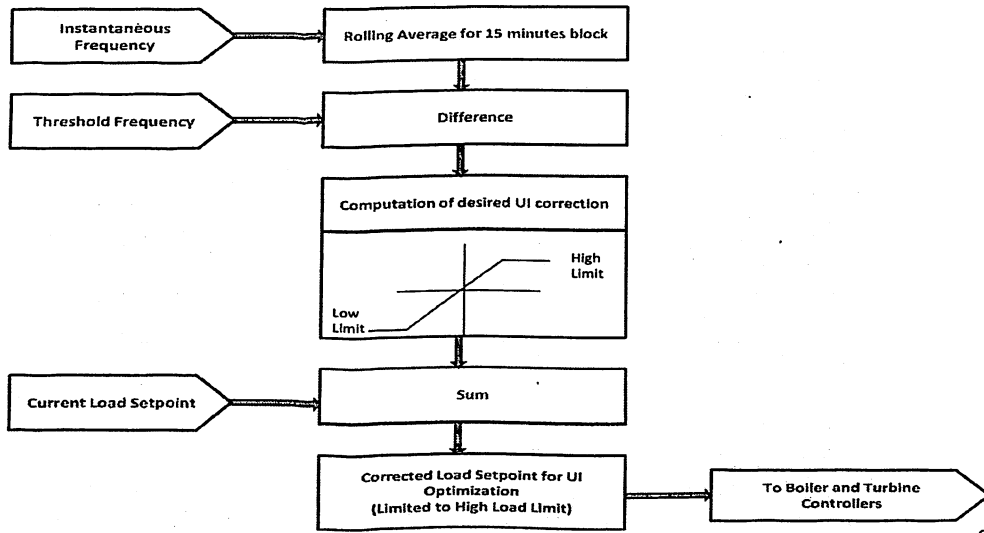 Instantaneous
Frequency
Rolling Average for 15 minutes block
Threshold Frequency
Difference
Computation of desired UI correction
High
Limit
Low
Limit
Current Load Setpoint
Sum
Corrected Load Setpoint for UI
Optimization
(Limited to High Load Limit)
To Boiler and Turbine
Controllers